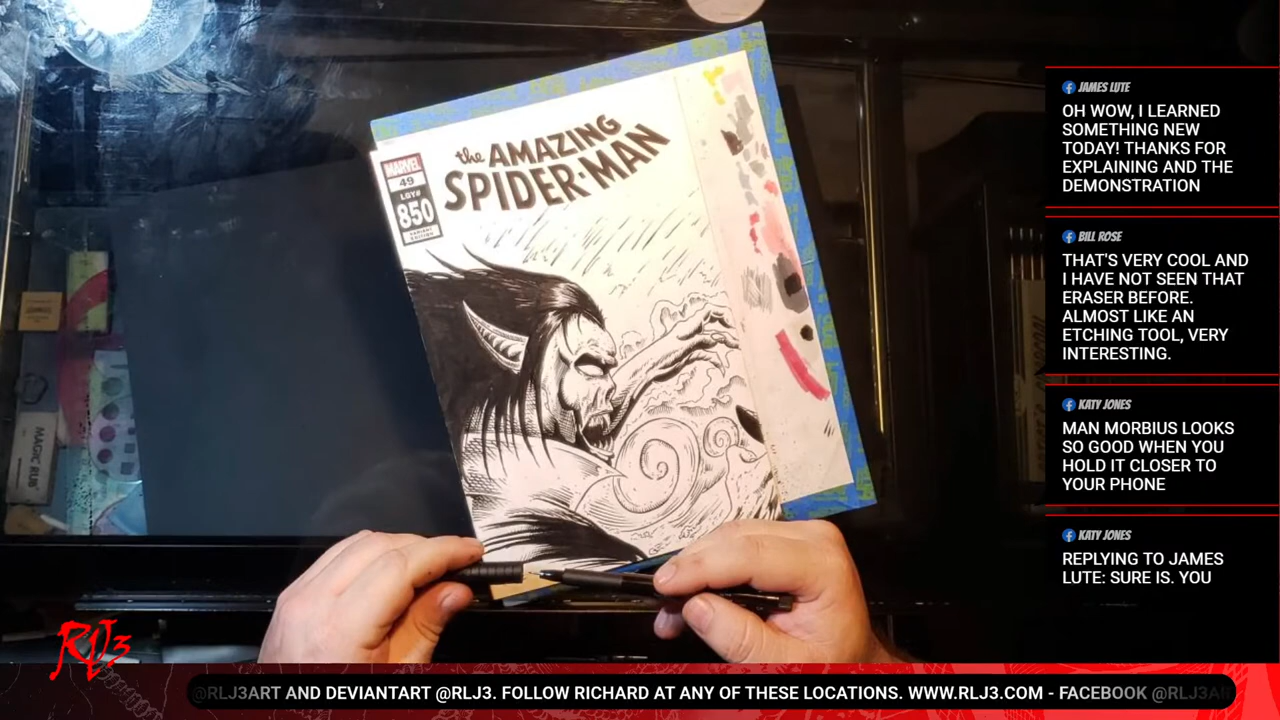 the AMAZING
SPIDER-MAN
MARVEL
49
LGY#
850
VARIANT
EDITION
MAGIC RUB
JAMES LUTE
OH WOW, I LEARNED
SOMETHING NEW
TODAY! THANKS FOR
EXPLAINING AND THE
DEMONSTRATION
BILL ROSE
THAT'S VERY COOL AND
I HAVE NOT SEEN THAT
ERASER BEFORE.
ALMOST LIKE AN
ETCHING TOOL, VERY
INTERESTING.
KATY JONES
MAN MORBIUS LOOKS
SO GOOD WHEN YOU
HOLD IT CLOSER TO
YOUR PHONE
KATY JONES
REPLYING TO JAMES
LUTE: SURE IS. YOU
RLJ3
@RLJ3ART AND DEVIANTART @RLJ3. FOLLOW RICHARD AT ANY OF THESE LOCATIONS. WWW.RLJ3.COM - FACEBOOK @RLJ3A